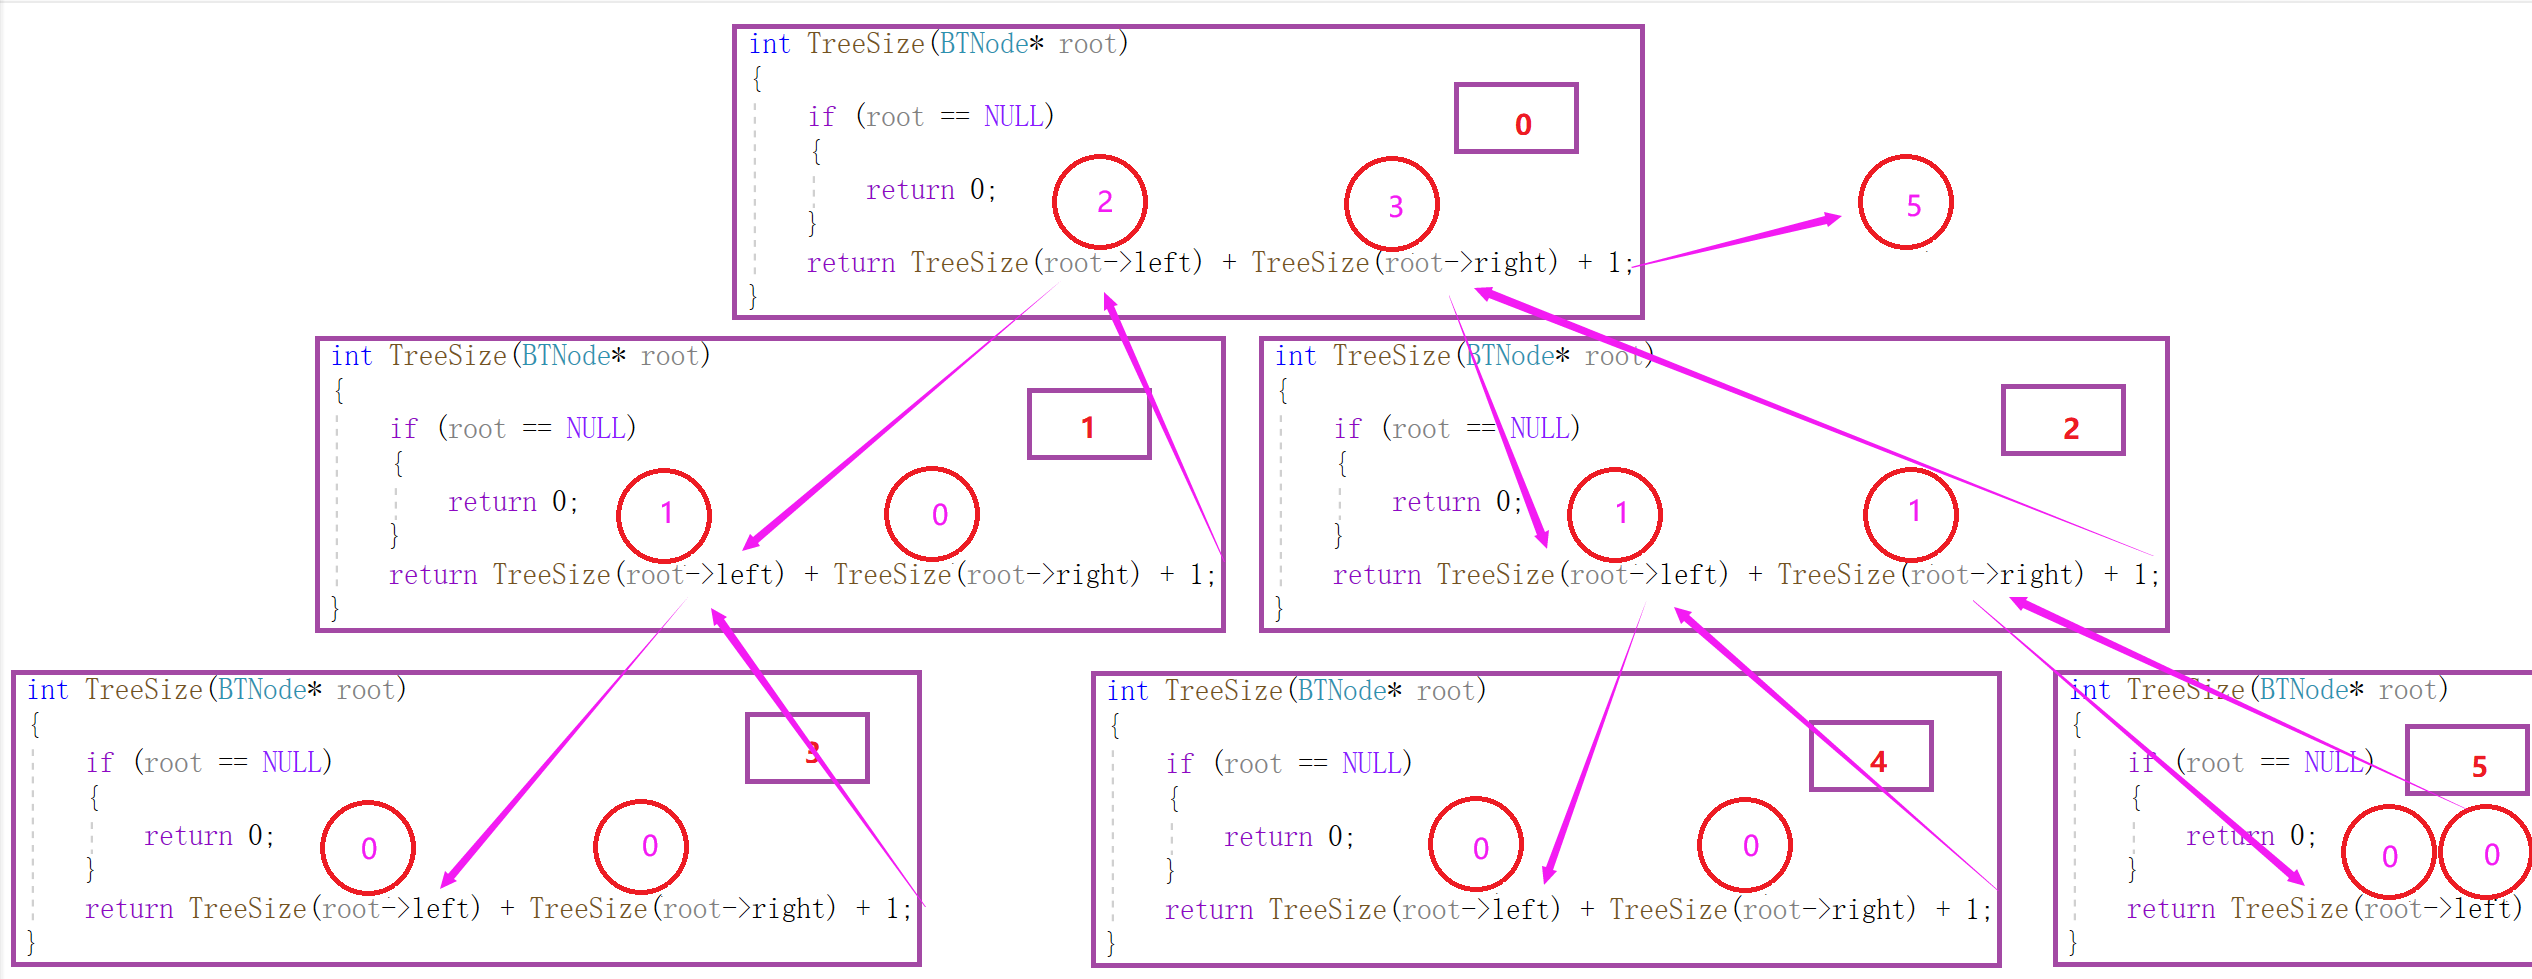 int TreeSize(BTNode* root)
{
if (root == NULL)
0
{
return 0;
2
3
5
}
return TreeSize(root->left) + TreeSize(root->right) + 1;
}
int TreeSize(BTNode* root)
{
if (root == NULL)
1
{
return 0;
1
0
}
return TreeSize(root->left) + TreeSize(root->right) + 1;
}
int TreeSize(BTNode* root)
{
if (root == NULL)
2
{
return 0;
1
1
}
return TreeSize(root->left) + TreeSize(root->right) + 1;
}
int TreeSize(BTNode* root)
{
if (root == NULL)
3
{
return 0;
0
0
}
return TreeSize(root->left) + TreeSize(root->right) + 1;
}
int TreeSize(BTNode* root)
{
if (root == NULL)
4
{
return 0;
0
0
}
return TreeSize(root->left) + TreeSize(root->right) + 1;
}
int TreeSize(BTNode* root)
{
if (root == NULL)
5
{
return 0;
0
0
}
return TreeSize(root->left)
}